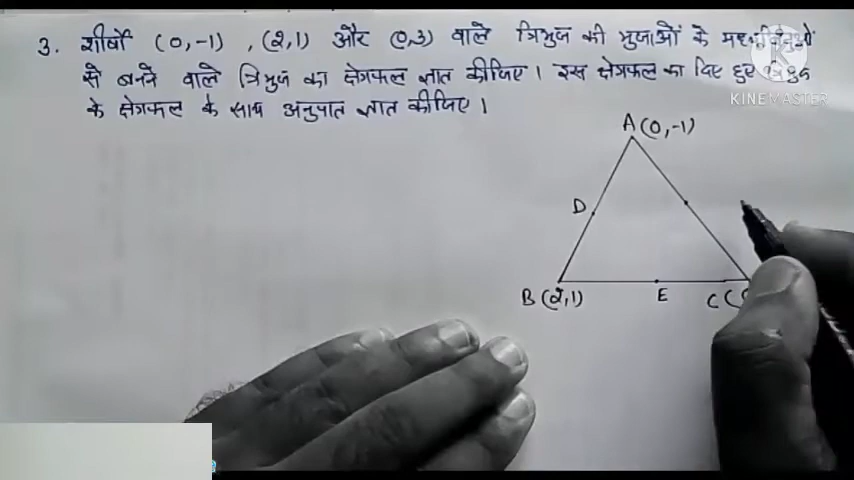 3. शीर्षों (0,-1) , (2,1) और (0,3) वाले त्रिभुज की भुजाओं के मध्यबिंदुओं
से बनने वाले त्रिभुज का क्षेत्रफल ज्ञात कीजिए। इस क्षेत्रफल का दिए हुए त्रिभुज
के क्षेत्रफल के साथ अनुपात ज्ञात कीजिए।
KINEMASTER
A (0,-1)
D
B (2,1) E C (